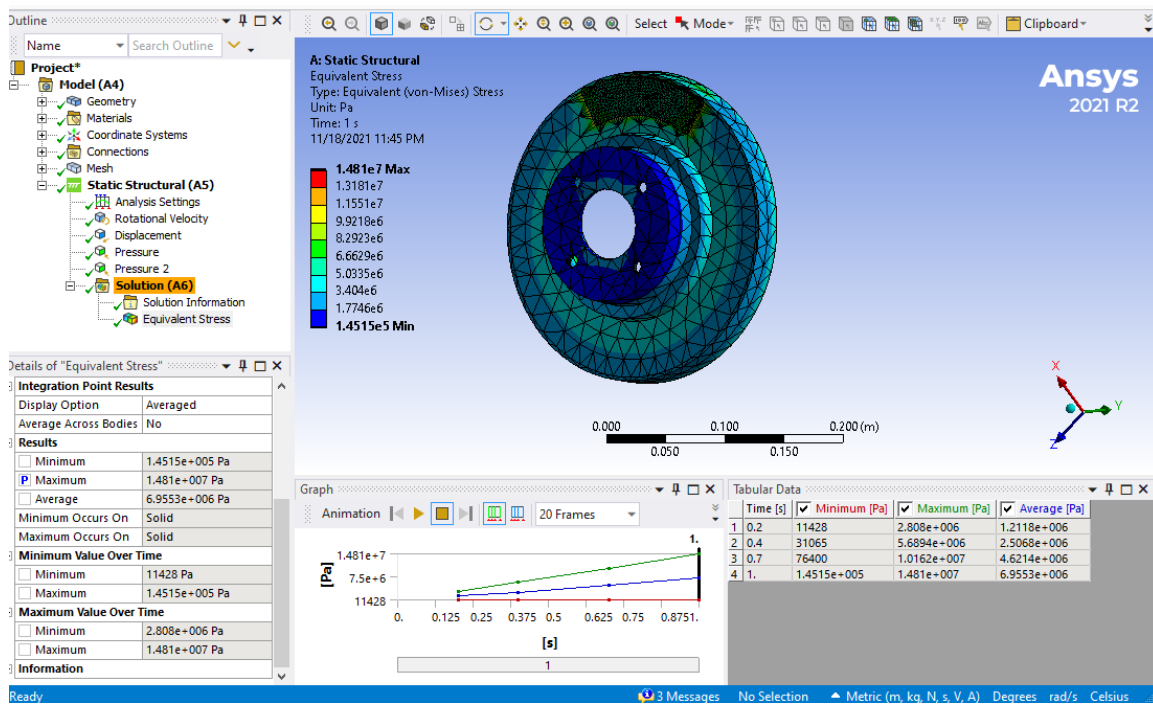 Outline
Name Search Outline
Project*
Model (A4)
Geometry
Materials
Coordinate Systems
Connections
Mesh
Static Structural (A5)
Analysis Settings
Rotational Velocity
Displacement
Pressure
Pressure 2
Solution (A6)
Solution Information
Equivalent Stress
Select Mode Clipboard
A: Static Structural
Equivalent Stress
Type: Equivalent (von-Mises) Stress
Unit: Pa
Time: 1 s
11/18/2021 11:45 PM
1.481e7 Max
1.3181e7
1.1551e7
9.9218e6
8.2923e6
6.6629e6
5.0335e6
3.404e6
1.7746e6
1.4515e5 Min
Ansys
2021 R2
X
Y
Z
0.000 0.100 0.200 (m)
0.050 0.150
Details of "Equivalent Stress"
Integration Point Results
Display Option Averaged
Average Across Bodies No
Results
Minimum 1.4515e+005 Pa
P Maximum 1.481e+007 Pa
Average 6.9553e+006 Pa
Minimum Occurs On Solid
Maximum Occurs On Solid
Minimum Value Over Time
Minimum 11428 Pa
Maximum 1.4515e+005 Pa
Maximum Value Over Time
Minimum 2.808e+006 Pa
Maximum 1.481e+007 Pa
Information
Graph
Animation 20 Frames
1.
1.481e+7
7.5e+6
11428
[Pa]
0. 0.125 0.25 0.375 0.5 0.625 0.75 0.8751.
[s]
1
Tabular Data
Time [s] Minimum [Pa] Maximum [Pa] Average [Pa]
1 0.2 11428 2.808e+006 1.2118e+006
2 0.4 31065 5.6894e+006 2.5068e+006
3 0.7 76400 1.0162e+007 4.6214e+006
4 1. 1.4515e+005 1.481e+007 6.9553e+006
Ready 3 Messages No Selection Metric (m, kg, N, s, V, A) Degrees rad/s Celsius